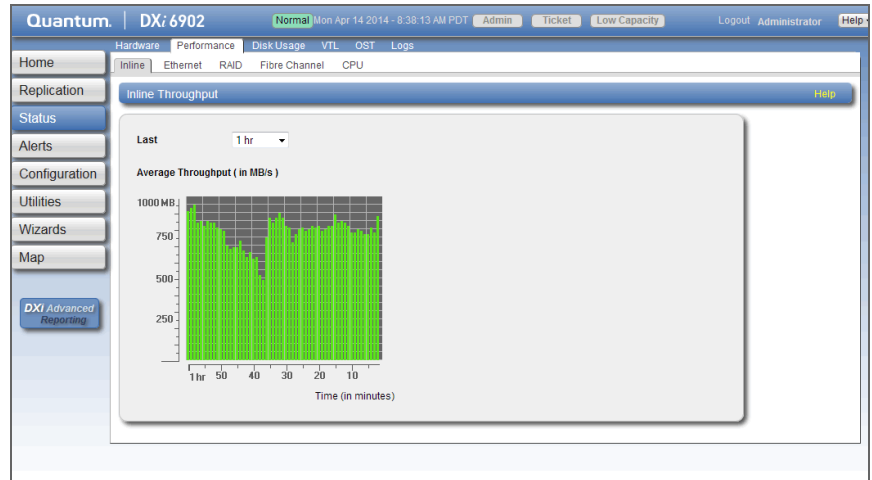 Quantum. DXi 6902 Normal Mon Apr 14 2014 - 8:38:13 AM PDT Admin Ticket Low Capacity Logout Administrator Help
Hardware Performance Disk Usage VTL OST Logs
Inline Ethernet RAID Fibre Channel CPU
Home
Replication
Status
Alerts
Configuration
Utilities
Wizards
Map
DXi Advanced
Reporting
Inline Throughput Help
Last 1 hr
Average Throughput ( in MB/s )
1000 MB
750
500
250
1 hr 50 40 30 20 10
Time (in minutes)